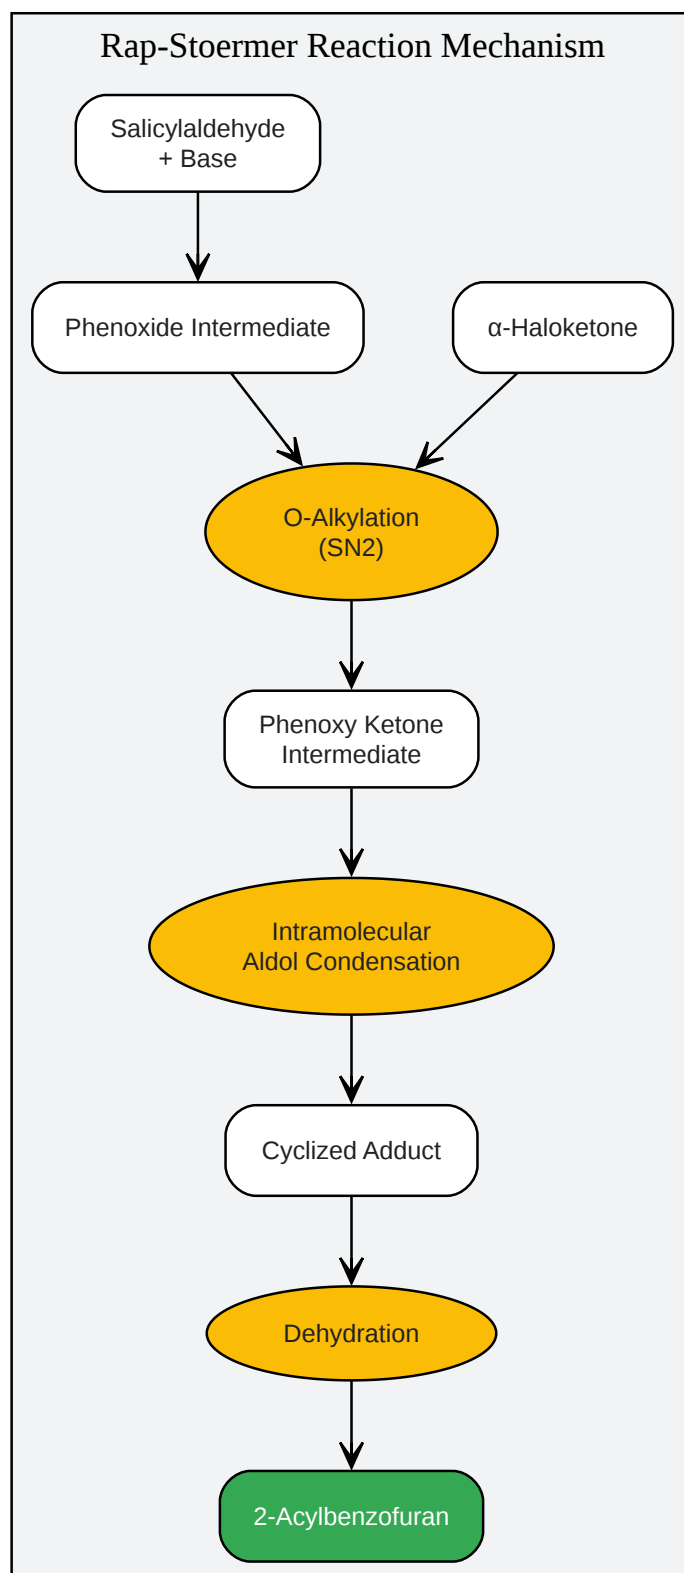 Rap-Stoermer Reaction Mechanism
Salicylaldehyde
+ Base
Phenoxide Intermediate
α-Haloketone
O-Alkylation
(SN2)
Phenoxy Ketone
Intermediate
Intramolecular
Aldol Condensation
Cyclized Adduct
Dehydration
2-Acylbenzofuran